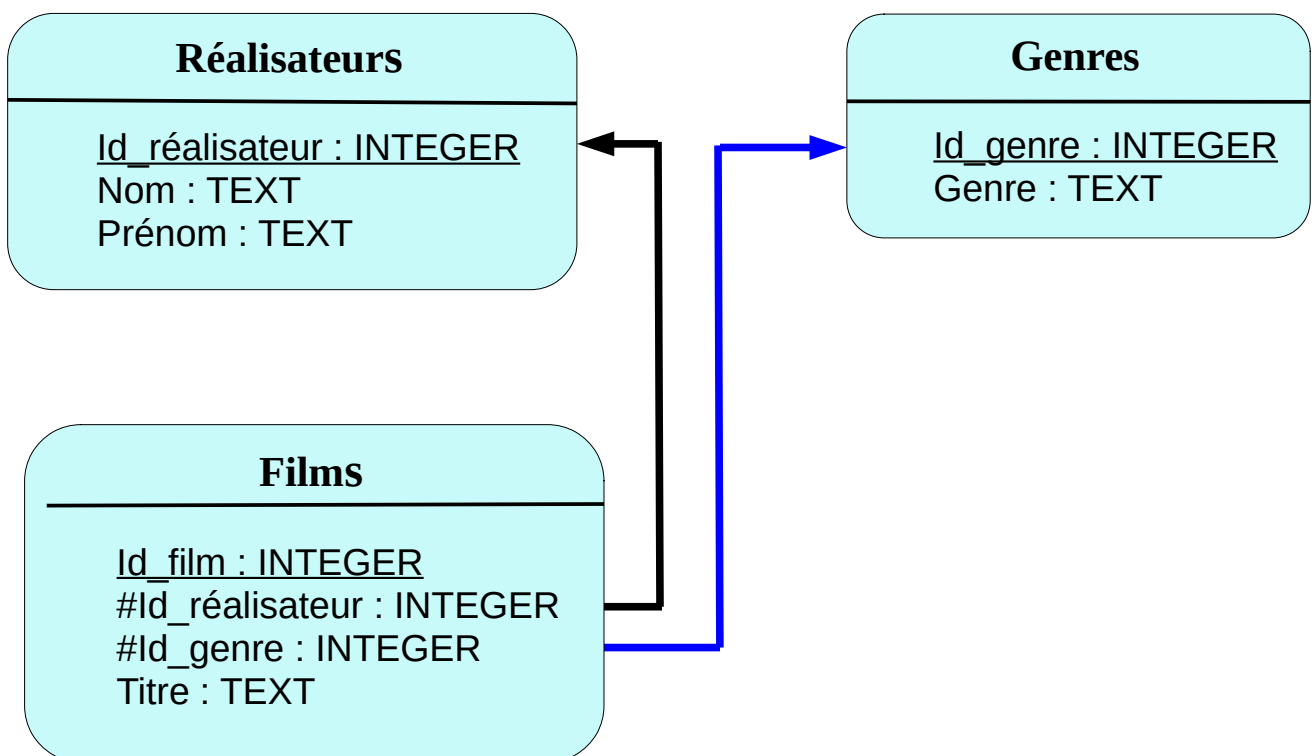 Réalisateurs
Id_réalisateur : INTEGER
Nom : TEXT
Prénom : TEXT
Genres
Id_genre : INTEGER
Genre : TEXT
Films
Id_film : INTEGER
#Id_réalisateur : INTEGER
#Id_genre : INTEGER
Titre : TEXT